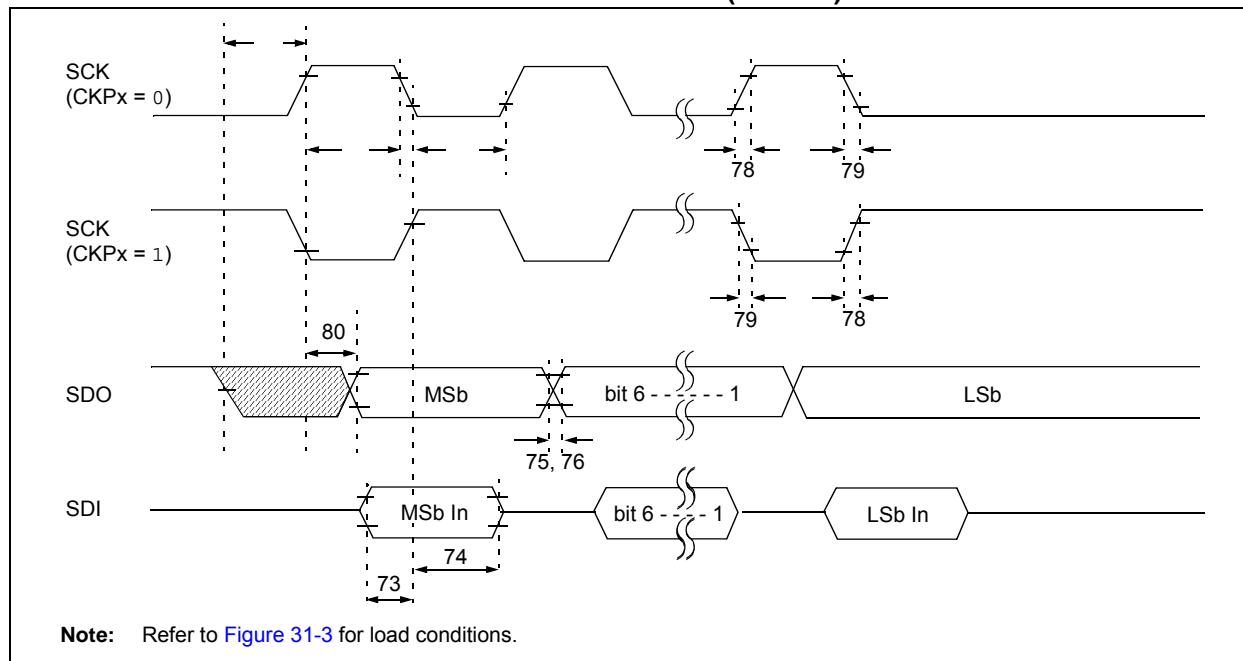 SCK
(CKPx = 0)
78
79
SCK
(CKPx = 1)
79
78
80
SDO
MSb
bit 6 - - - - - - 1
LSb
75, 76
SDI
MSb In
bit 6 - - - - - 1
LSb In
74
73
Note: Refer to Figure 31-3 for load conditions.